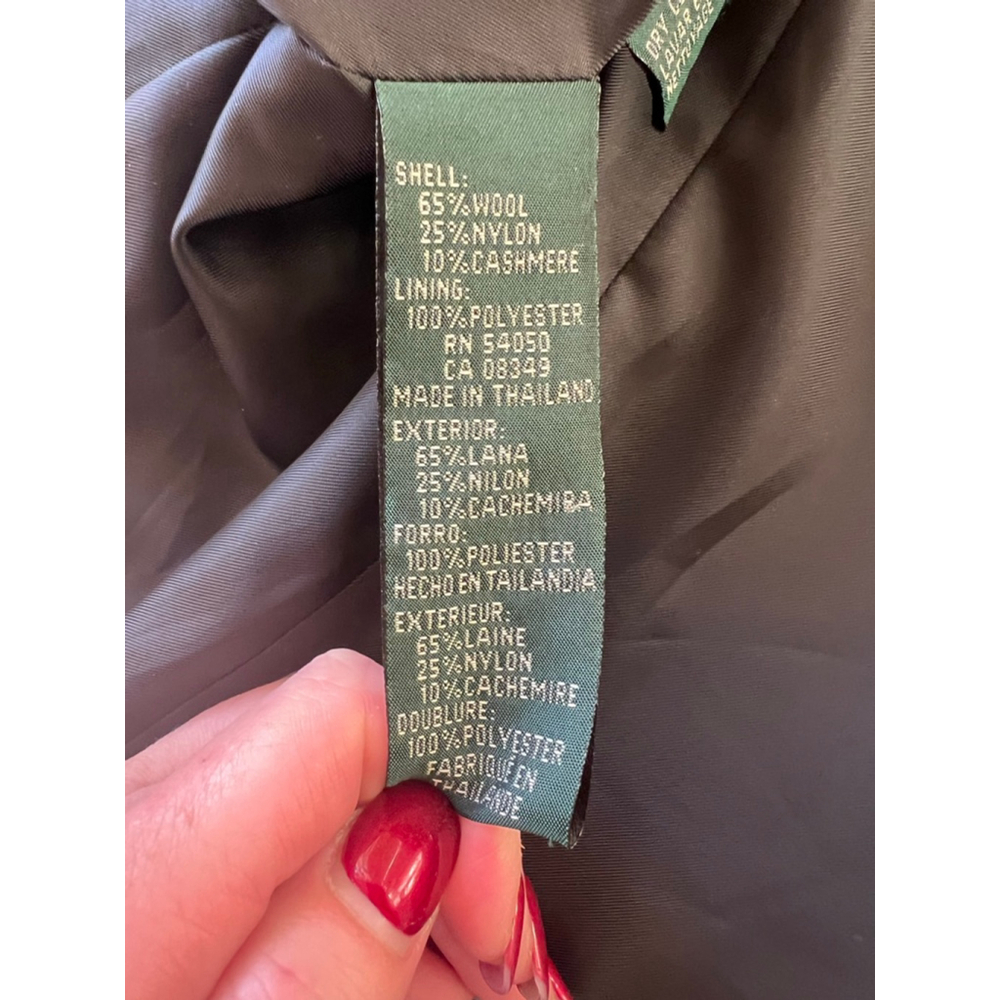 SHELL:
65%WOOL
25%NYLON
10%CASHMERE
LINING:
100%POLYESTER
RN 54050
CA 08349
MADE IN THAILAND
EXTERIOR:
65%LANA
25%NILON
10%CACHEMIRA
FORRO:
100%POLIESTER
HECHO EN TAILANDIA
EXTERIEUR:
65%LAINE
25%NYLON
10%CACHEMIRE
DOUBLURE:
100%POLYESTER
FABRIQUÉ EN
THAILANDE
DRY